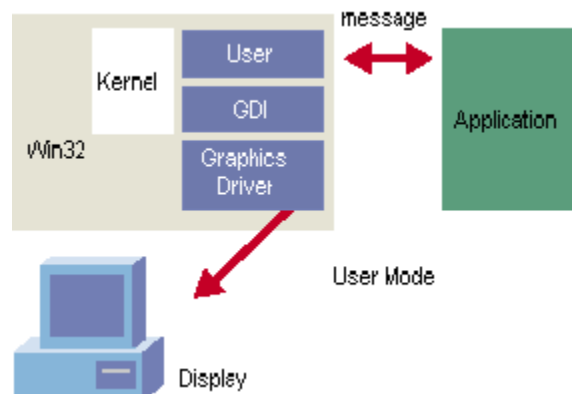 message
User
Kernel
GDI
Application
Win32
Graphics
Driver
User Mode
Display